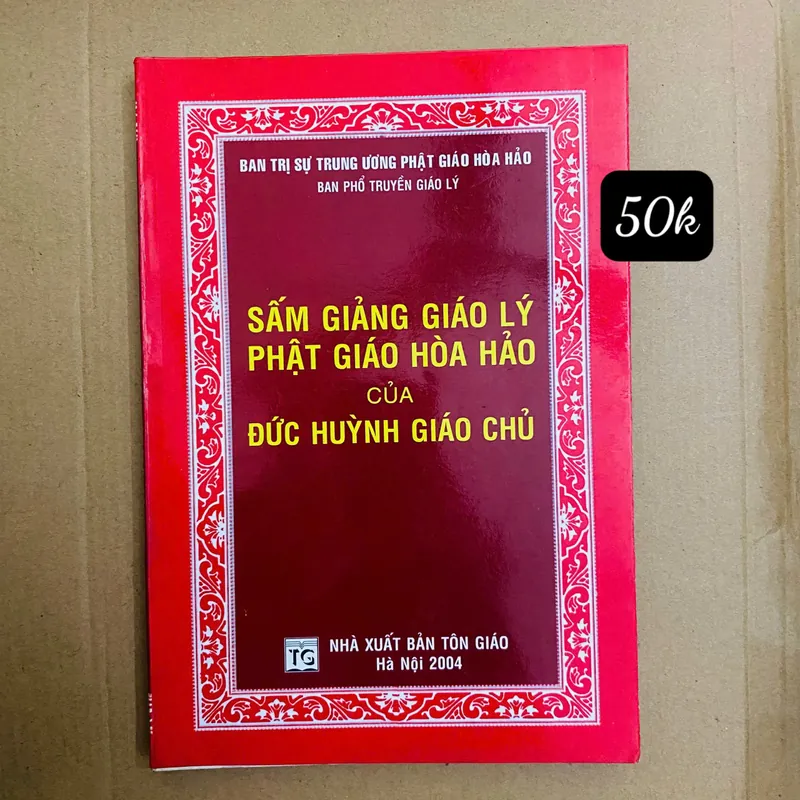 BAN TRỊ SỰ TRUNG ƯƠNG PHẬT GIÁO HÒA HẢO
BAN PHỔ TRUYỀN GIÁO LÝ
50k
SẤM GIẢNG GIÁO LÝ
PHẬT GIÁO HÒA HẢO
CỦA
ĐỨC HUỲNH GIÁO CHỦ
TG
NHÀ XUẤT BẢN TÔN GIÁO
Hà Nội 2004